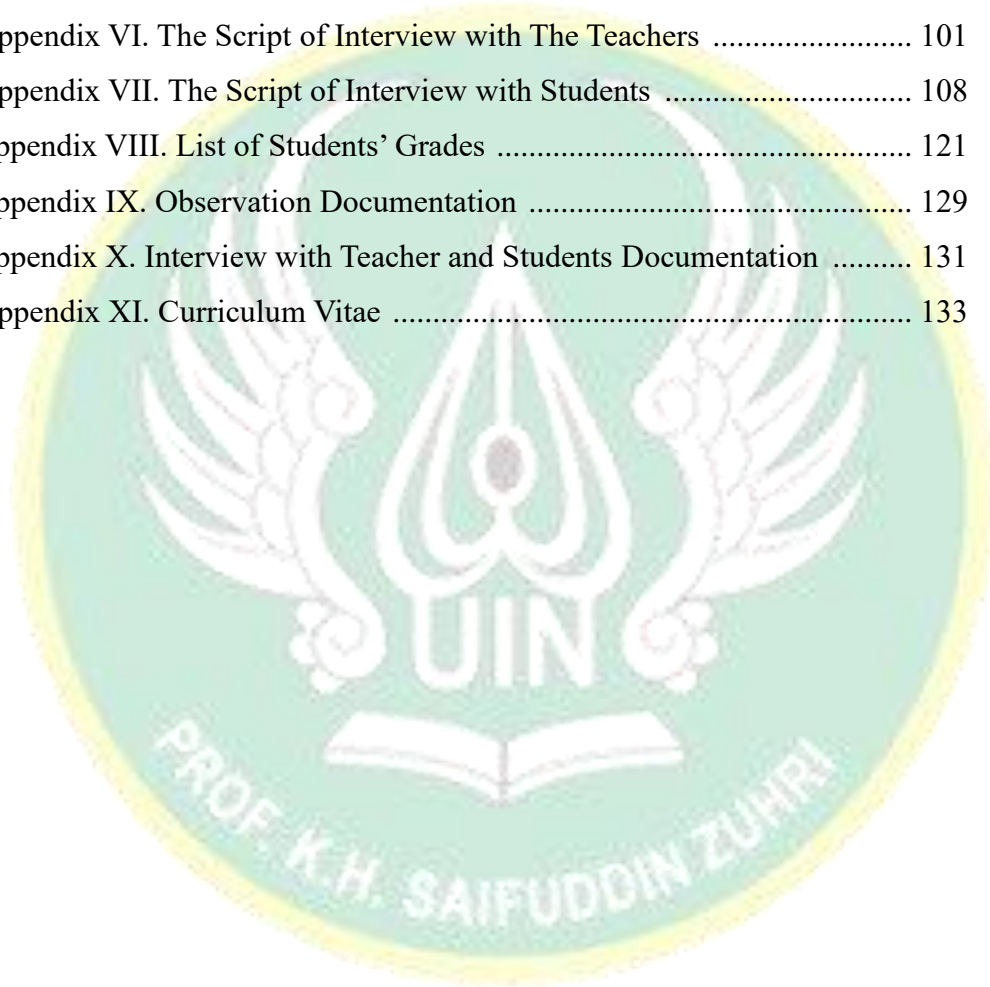 ppendix VI. The Script of Interview with The Teachers ......................... 101
ppendix VII. The Script of Interview with Students ............................... 108
ppendix VIII. List of Students’ Grades .................................................... 121
ppendix IX. Observation Documentation ................................................ 129
ppendix X. Interview with Teacher and Students Documentation .......... 131
ppendix XI. Curriculum Vitae ................................................................. 133
UIN
PROF. K.H. SAIFUDDIN ZUHRI